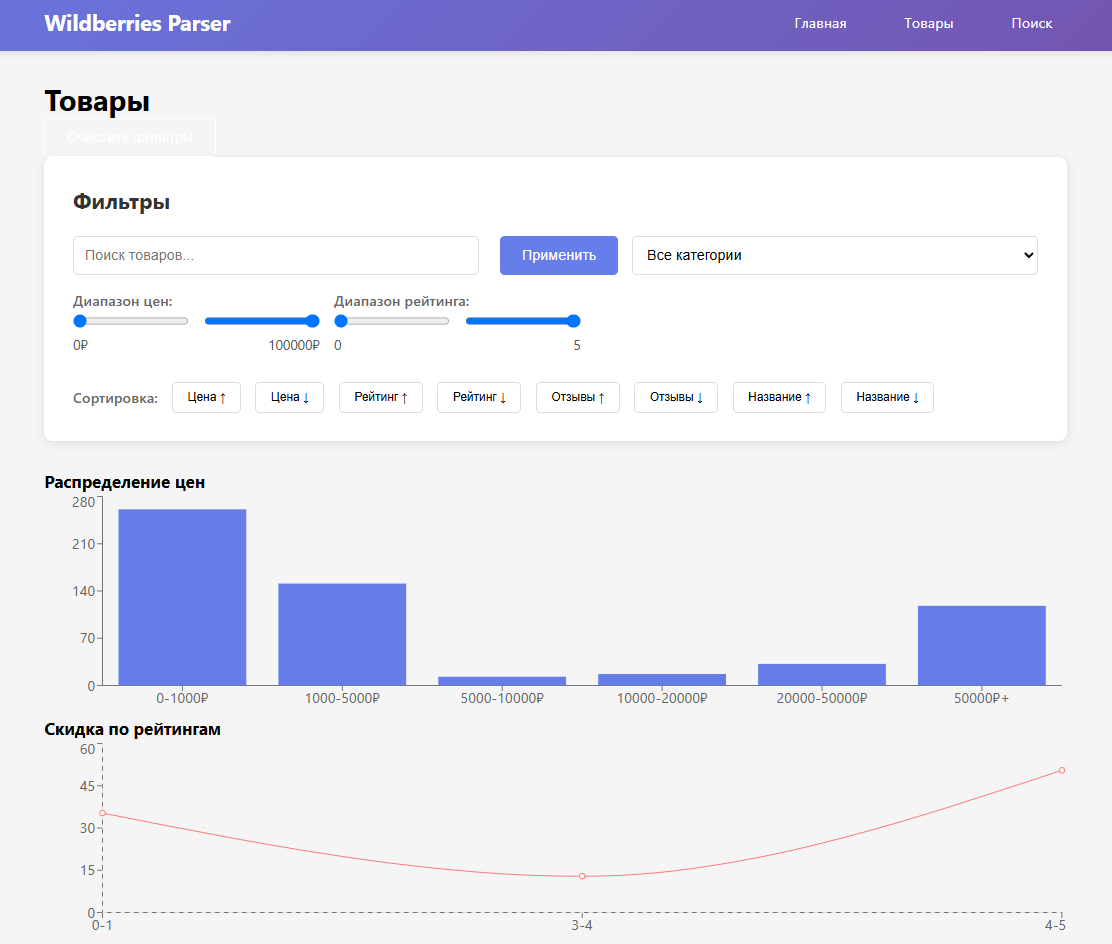 Wildberries Parser Главная Товары Поиск
Товары
Очистить фильтры
Фильтры
Поиск товаров... Применить Все категории
Диапазон цен: Диапазон рейтинга:
0₽ 100000₽ 0 5
Сортировка: Цена ↑ Цена ↓ Рейтинг ↑ Рейтинг ↓ Отзывы ↑ Отзывы ↓ Название ↑ Название ↓
Распределение цен
280
210
140
70
0
0-1000₽ 1000-5000₽ 5000-10000₽ 10000-20000₽ 20000-50000₽ 50000₽+
Скидка по рейтингам
60
45
30
15
0
0-1 3-4 4-5